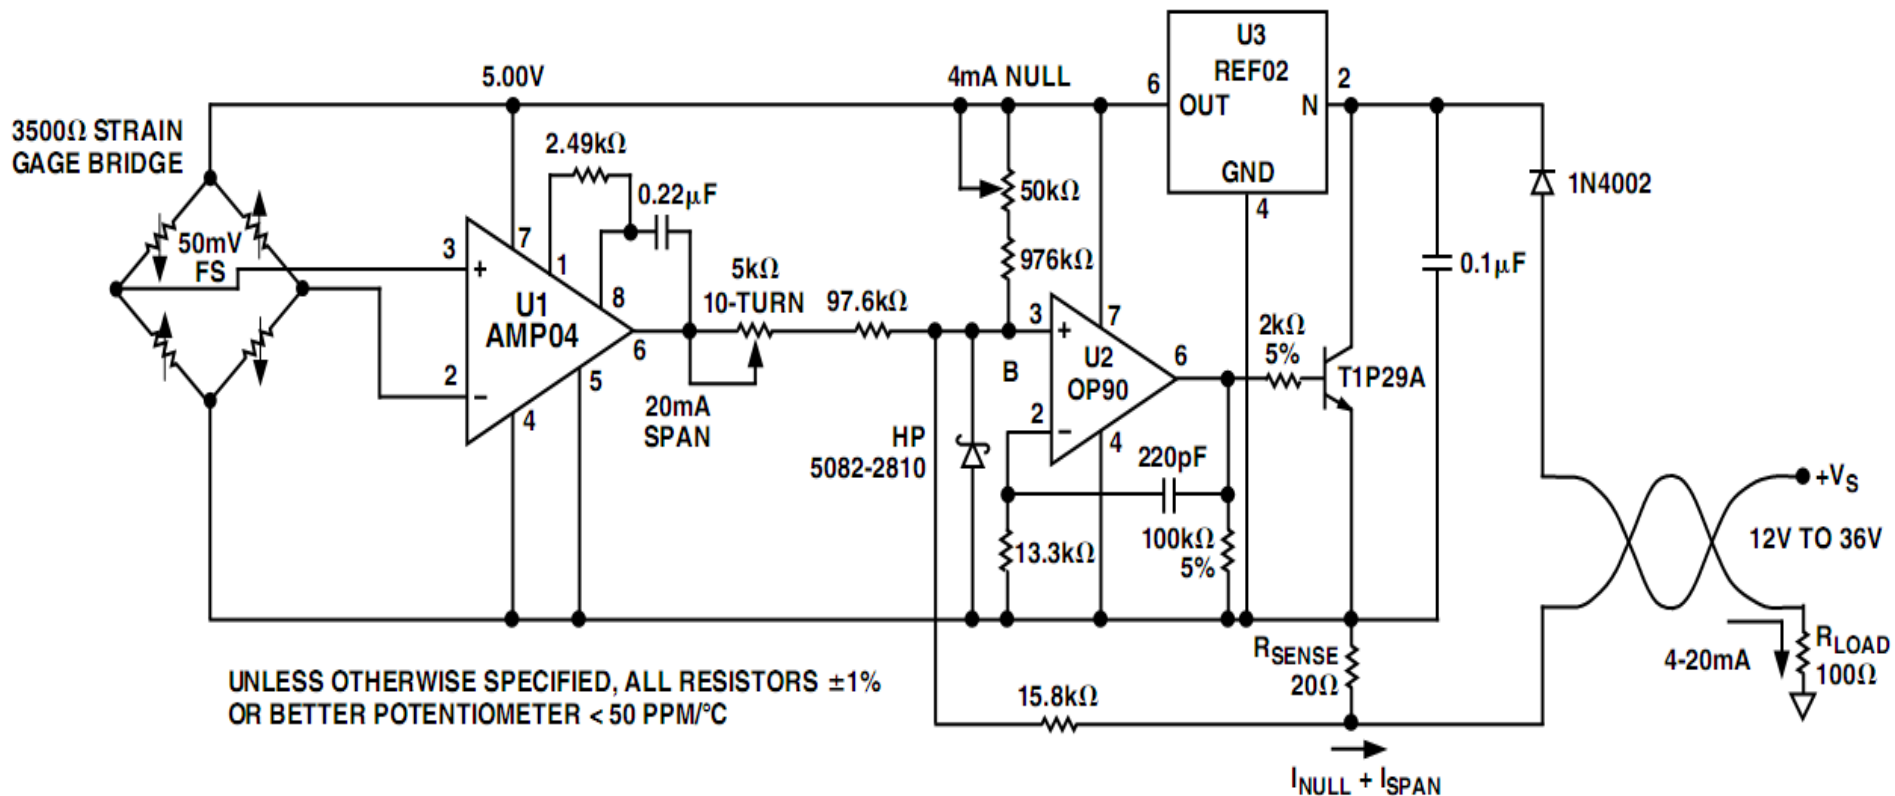 U3
REF02
6
OUT
N
2
GND
4
5.00V
4mA NULL
3500Ω STRAIN
GAGE BRIDGE
50mV
FS
2.49kΩ
0.22μF
3
+
7
1
8
U1
AMP04
6
5
2
−
4
5kΩ
10-TURN
97.6kΩ
20mA
SPAN
50kΩ
976kΩ
3
+
7
B
U2
OP90
6
2
−
4
HP
5082-2810
2kΩ
5%
T1P29A
220pF
13.3kΩ
100kΩ
5%
1N4002
0.1μF
+VS
12V TO 36V
4-20mA
RLOAD
100Ω
RSENSE
20Ω
15.8kΩ
INULL + ISPAN
UNLESS OTHERWISE SPECIFIED, ALL RESISTORS ±1%
OR BETTER POTENTIOMETER < 50 PPM/°C